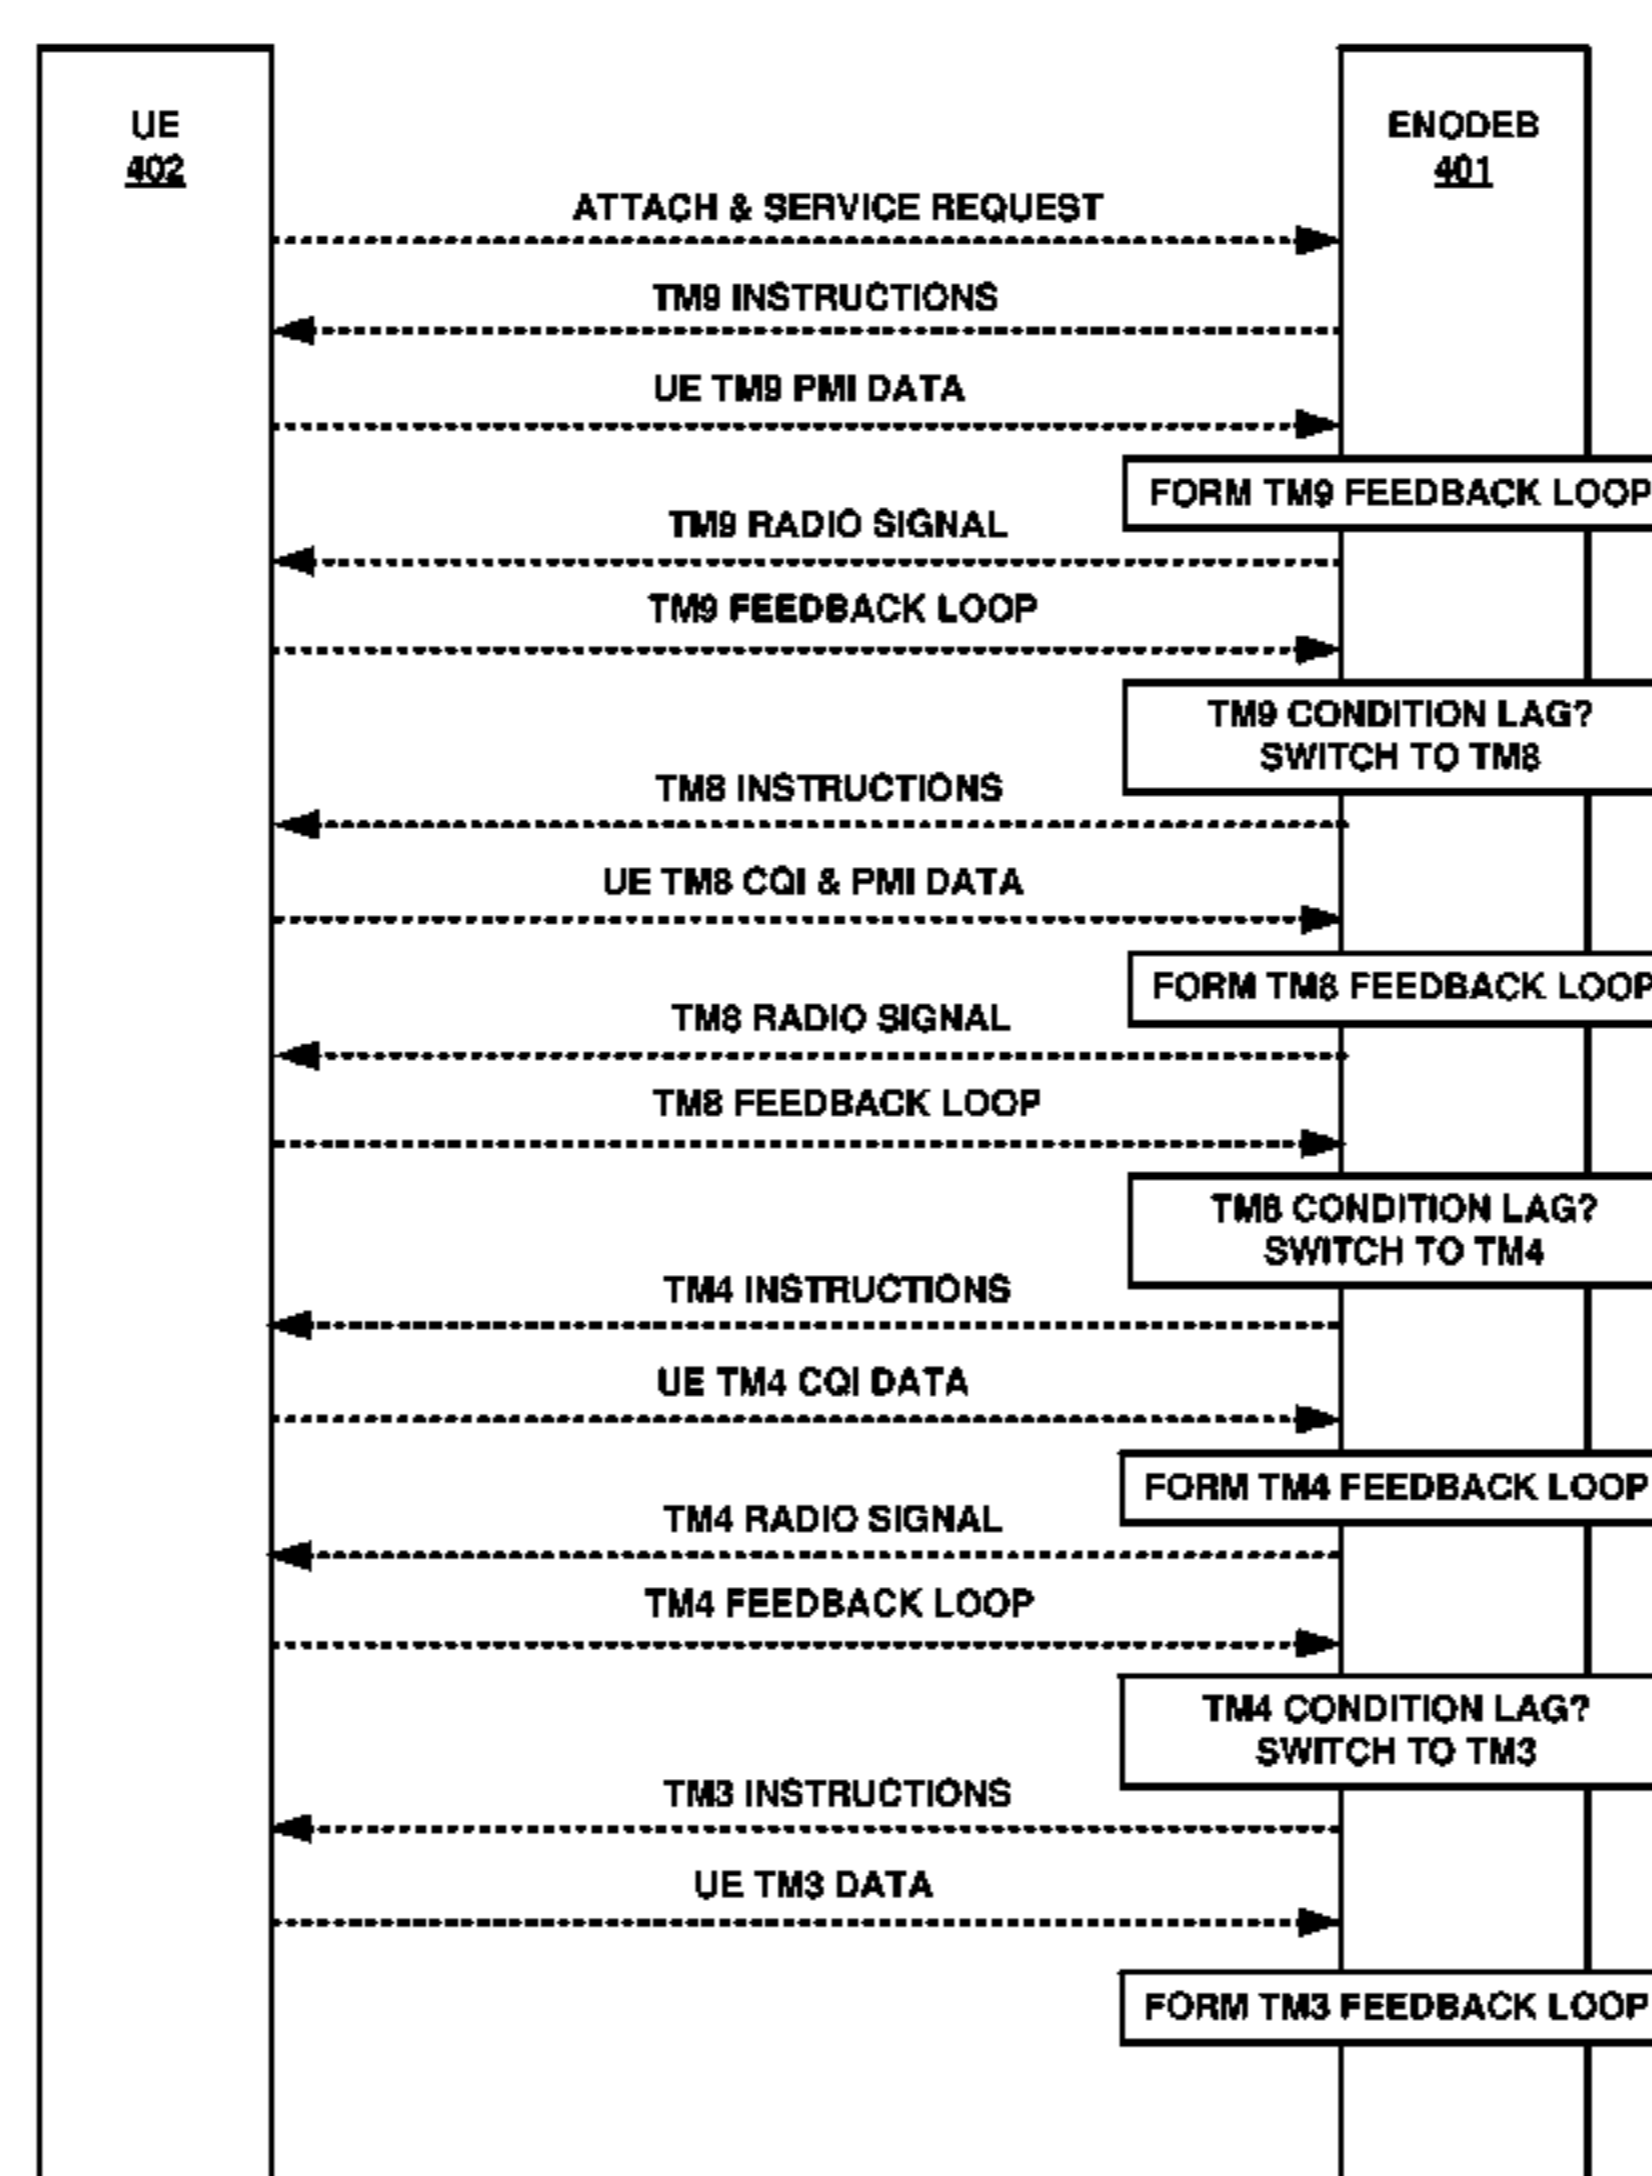 UE
402
ENODEB
401
ATTACH & SERVICE REQUEST
TM9 INSTRUCTIONS
UE TM9 PMI DATA
FORM TM9 FEEDBACK LOOP
TM9 RADIO SIGNAL
TM9 FEEDBACK LOOP
TM9 CONDITION LAG?
SWITCH TO TM8
TM8 INSTRUCTIONS
UE TM8 CQI & PMI DATA
FORM TM8 FEEDBACK LOOP
TM8 RADIO SIGNAL
TM8 FEEDBACK LOOP
TM8 CONDITION LAG?
SWITCH TO TM4
TM4 INSTRUCTIONS
UE TM4 CQI DATA
FORM TM4 FEEDBACK LOOP
TM4 RADIO SIGNAL
TM4 FEEDBACK LOOP
TM4 CONDITION LAG?
SWITCH TO TM3
TM3 INSTRUCTIONS
UE TM3 DATA
FORM TM3 FEEDBACK LOOP